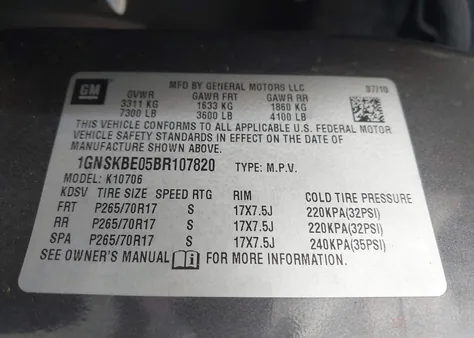 GM
MFD BY GENERAL MOTORS LLC
07/10
GVWR GAWR FRT GAWR RR
3311 KG 1633 KG 1860 KG
7300 LB 3600 LB 4100 LB
THIS VEHICLE CONFORMS TO ALL APPLICABLE U.S. FEDERAL MOTOR
VEHICLE SAFETY STANDARDS IN EFFECT ON THE DATE OF
MANUFACTURE SHOWN ABOVE.
1GNSKBE05BR107820 TYPE: M.P.V.
MODEL: K10706
KDSV TIRE SIZE SPEED RTG RIM COLD TIRE PRESSURE
FRT P265/70R17 S 17X7.5J 220KPA(32PSI)
RR P265/70R17 S 17X7.5J 220KPA(32PSI)
SPA P265/70R17 S 17X7.5J 240KPA(35PSI)
SEE OWNER'S MANUAL FOR MORE INFORMATION.